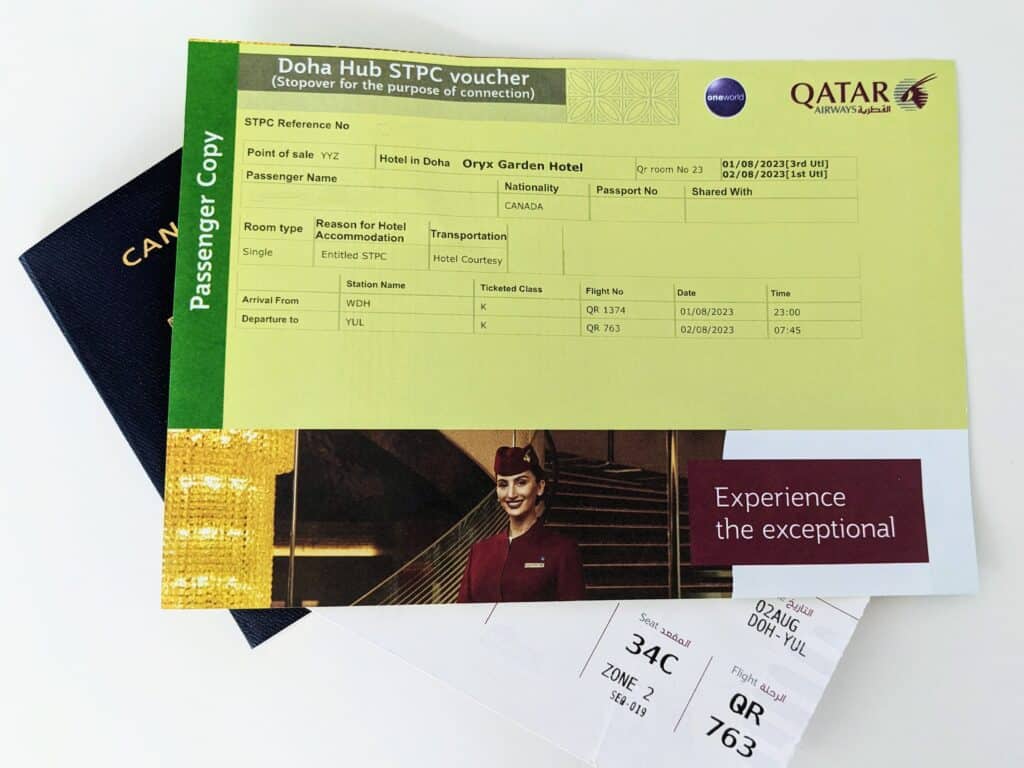 Passenger Copy
Doha Hub STPC voucher
(Stopover for the purpose of connection)
oneworld
QATAR
AIRWAYS القطرية
STPC Reference No
Point of sale YYZ
Hotel in Doha Oryx Garden Hotel
Qr room No 23
01/08/2023[3rd Utl]
02/08/2023[1st Utl]
Passenger Name
Nationality
Passport No
Shared With
CANADA
Room type
Reason for Hotel
Accommodation
Transportation
Single
Entitled STPC
Hotel Courtesy
Station Name
Ticketed Class
Flight No
Date
Time
Arrival From
WDH
K
QR 1374
01/08/2023
23:00
Departure to
YUL
K
QR 763
02/08/2023
07:45
Experience
the exceptional
CAN
التاريخ
02AUG
DOH-YUL
Seat المقعد
34C
ZONE 2
SEQ-019
Flight الرحلة
QR
763